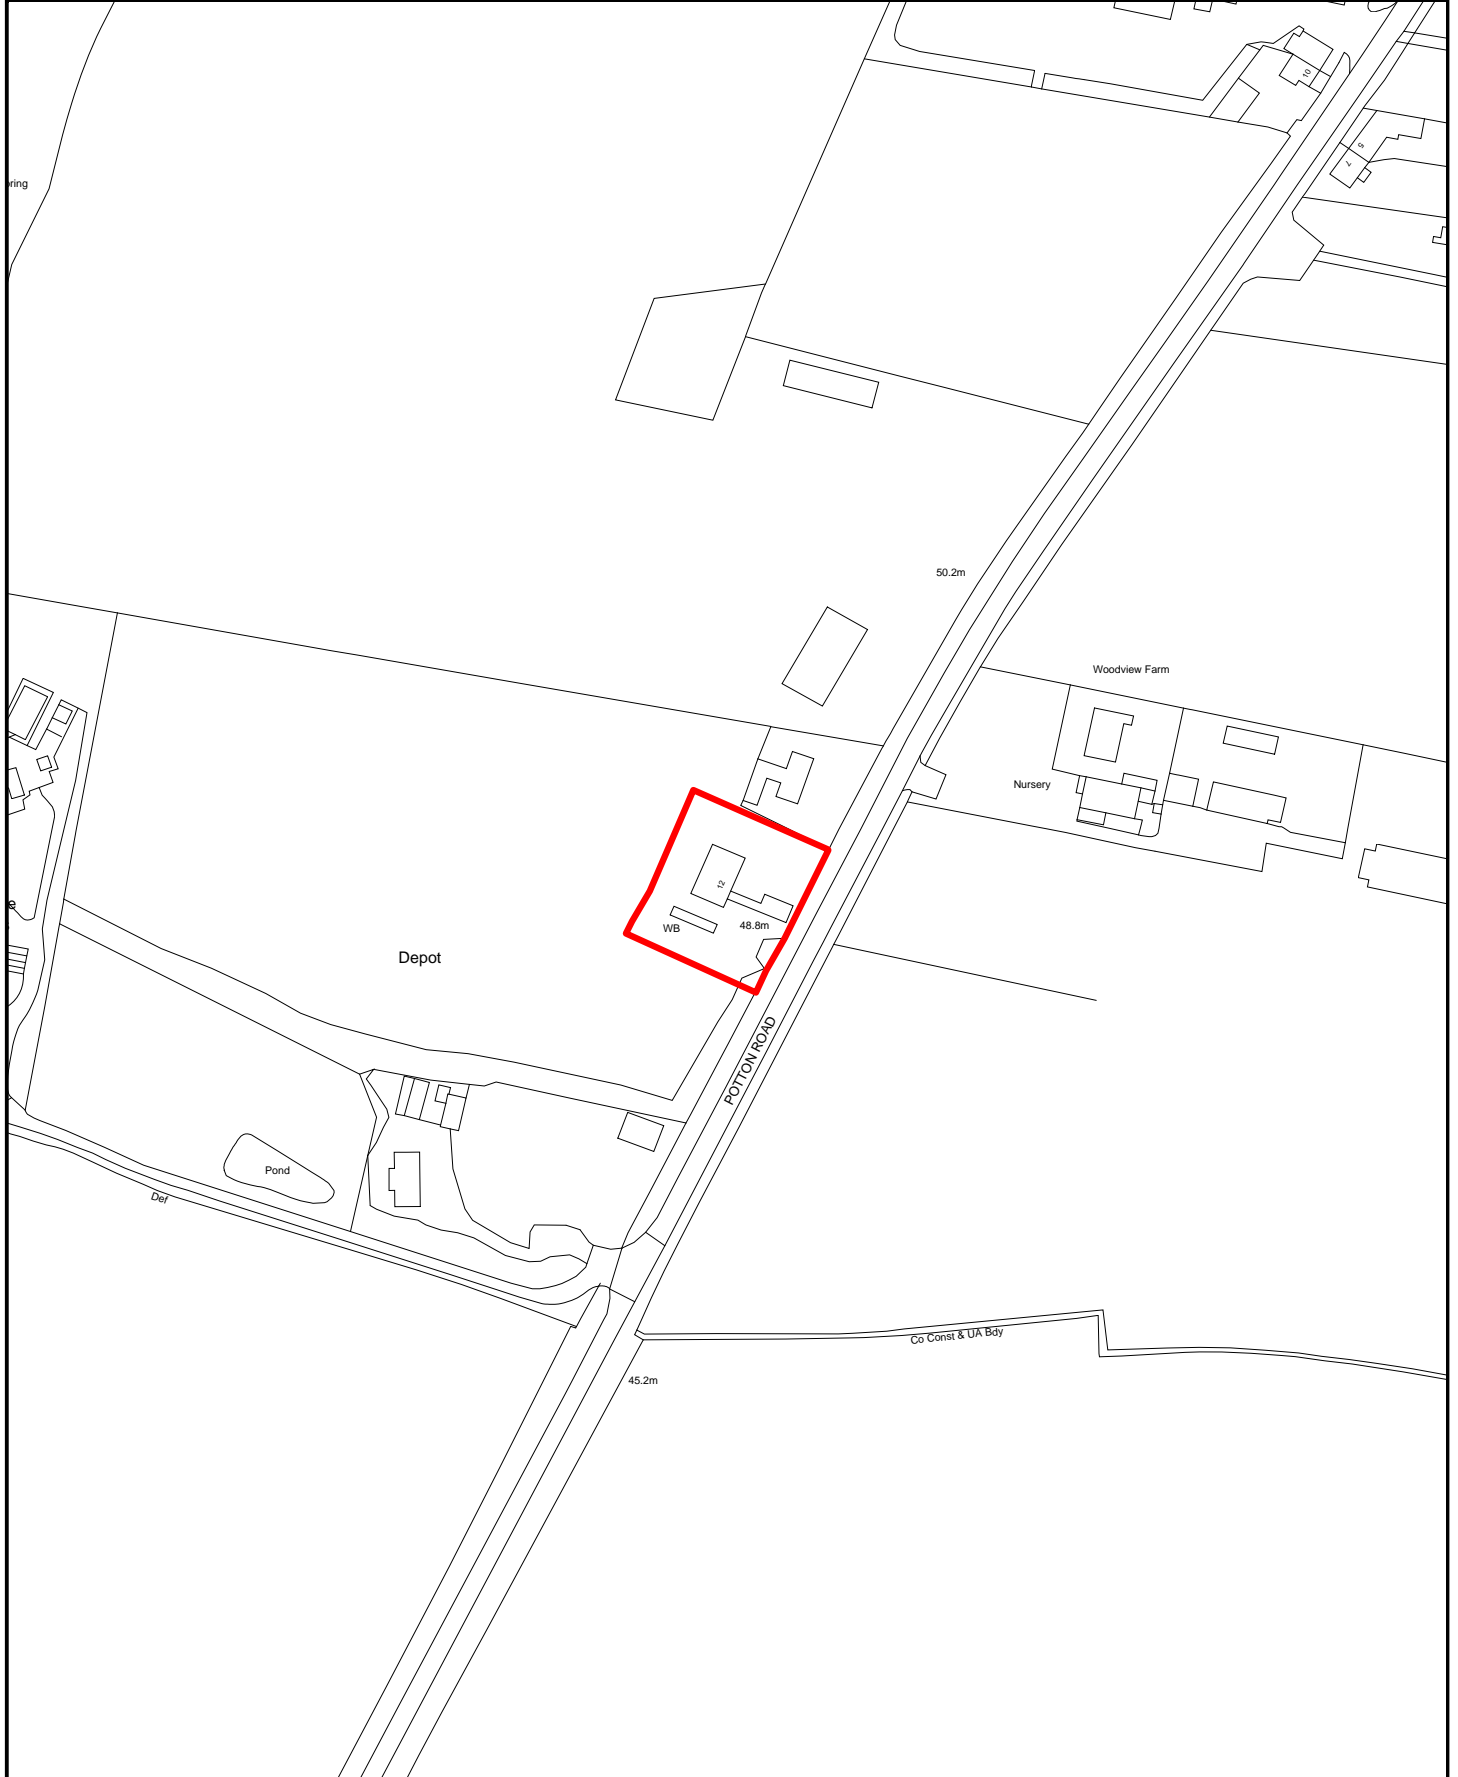 10
5
7
50.2m
Woodview Farm
Nursery
12
WB
48.8m
Depot
POTTON ROAD
Pond
Def
Co Const & UA Bdy
45.2m